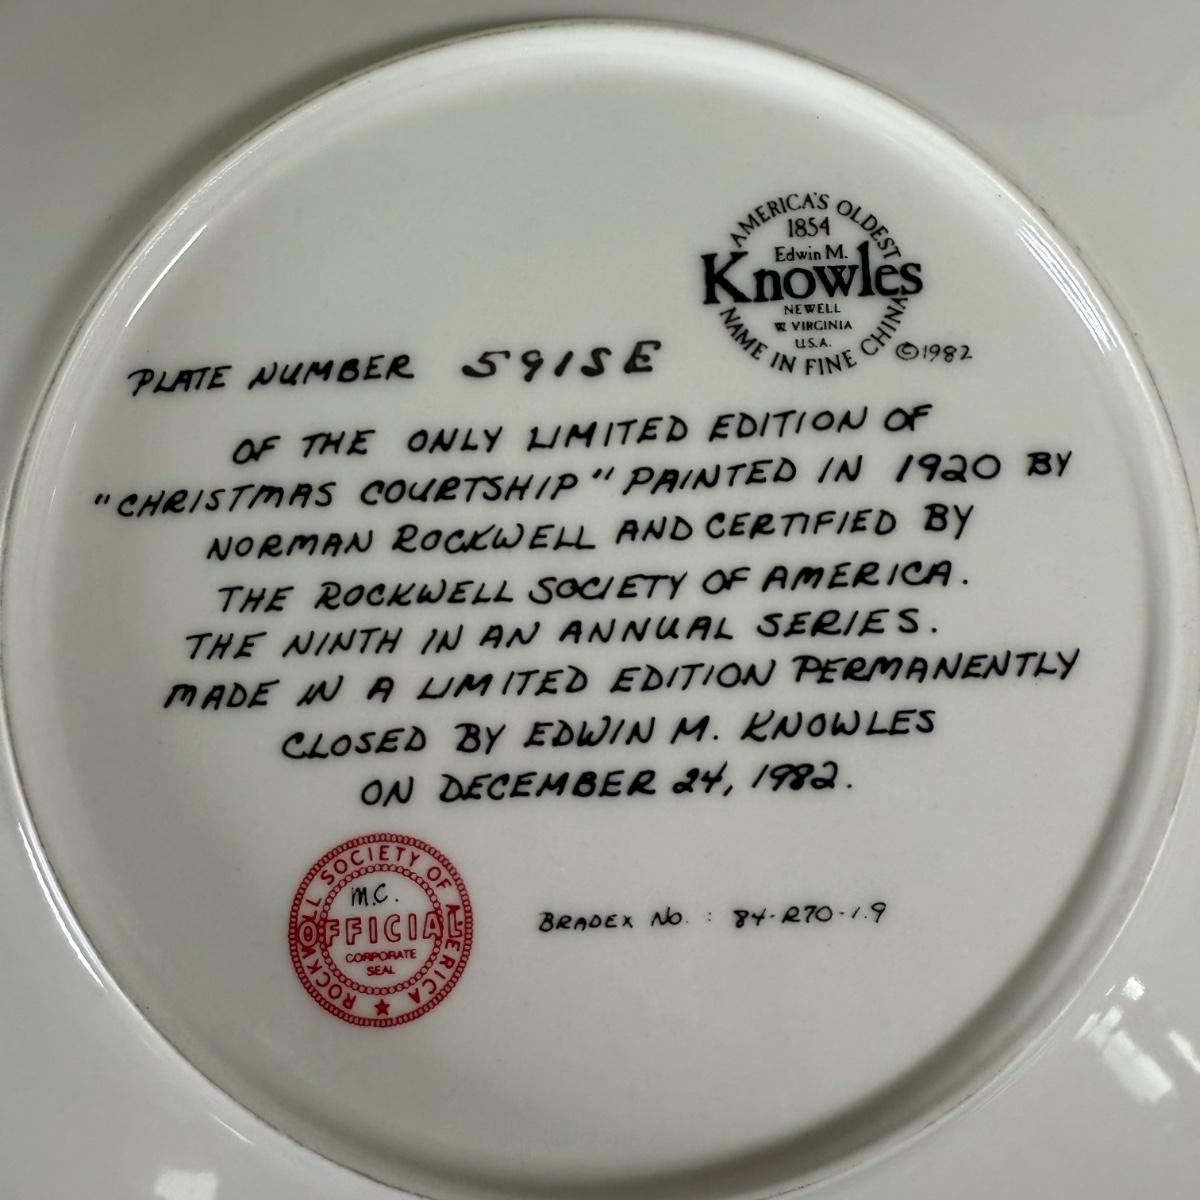 AMERICA'S OLDEST
1854
Edwin M.
Knowles
NEWELL
W. VIRGINIA
U.S.A.
NAME IN FINE CHINA
©1982
PLATE NUMBER 5915E
OF THE ONLY LIMITED EDITION OF
"CHRISTMAS COURTSHIP" PAINTED IN 1920 BY
NORMAN ROCKWELL AND CERTIFIED BY
THE ROCKWELL SOCIETY OF AMERICA.
THE NINTH IN AN ANNUAL SERIES.
MADE IN A LIMITED EDITION PERMANENTLY
CLOSED BY EDWIN M. KNOWLES
ON DECEMBER 24, 1982.
ROCKWELL SOCIETY OF AMERICA
M.C.
OFFICIAL
CORPORATE
SEAL
BRADEX No. : 84-R70-1.9